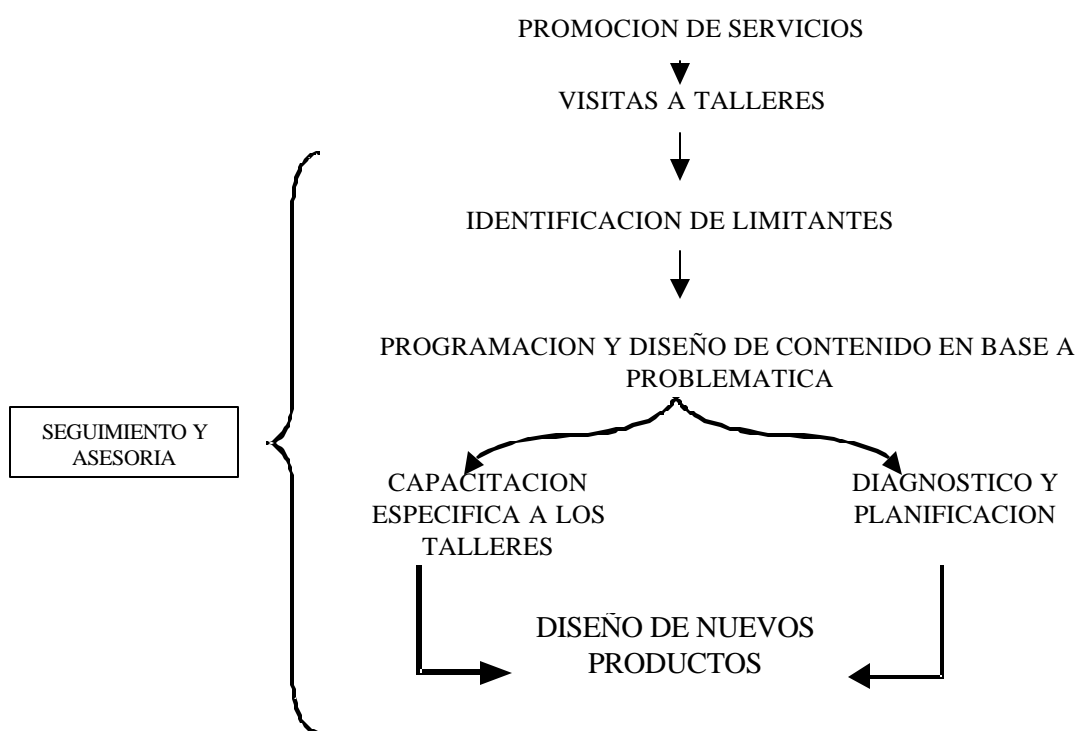 PROMOCION DE SERVICIOS
VISITAS A TALLERES
IDENTIFICACION DE LIMITANTES
PROGRAMACION Y DISEÑO DE CONTENIDO EN BASE A
PROBLEMATICA
SEGUIMIENTO Y
ASESORIA
CAPACITACION
ESPECIFICA A LOS
TALLERES
DIAGNOSTICO Y
PLANIFICACION
DISEÑO DE NUEVOS
PRODUCTOS